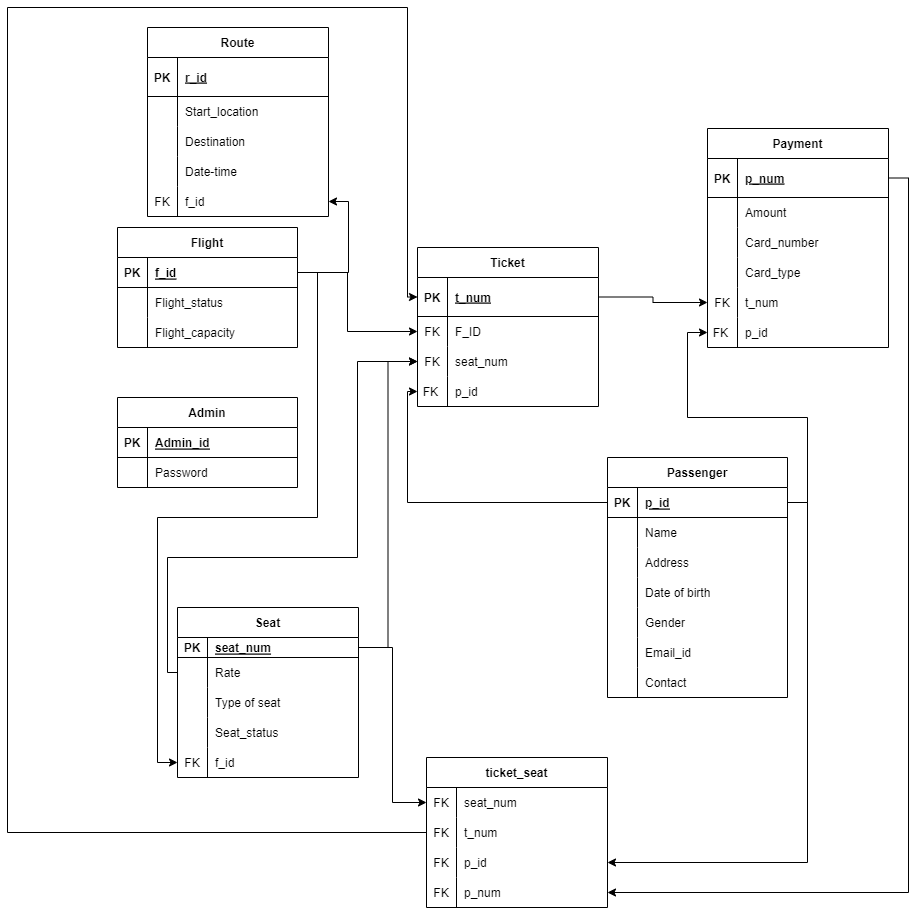 Route
PK r_id
Start_location
Destination
Date-time
FK f_id
Flight
PK f_id
Flight_status
Flight_capacity
Admin
PK Admin_id
Password
Ticket
PK t_num
FK F_ID
FK seat_num
FK p_id
Payment
PK p_num
Amount
Card_number
Card_type
FK t_num
FK p_id
Passenger
PK p_id
Name
Address
Date of birth
Gender
Email_id
Contact
Seat
PK seat_num
Rate
Type of seat
Seat_status
FK f_id
ticket_seat
FK seat_num
FK t_num
FK p_id
FK p_num